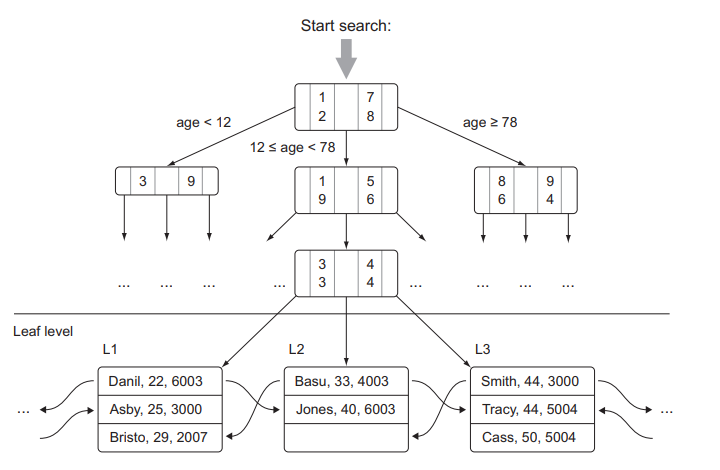 Start search:
1 7
2 8
age < 12
12 ≤ age < 78
age ≥ 78
3 9
1 5
9 6
8 9
6 4
... ... ... ... 3 4 ... ... ... ...
3 4
Leaf level
L1 L2 L3
Danil, 22, 6003 Basu, 33, 4003 Smith, 44, 3000
... Asby, 25, 3000 Jones, 40, 6003 Tracy, 44, 5004 ...
Bristo, 29, 2007 Cass, 50, 5004